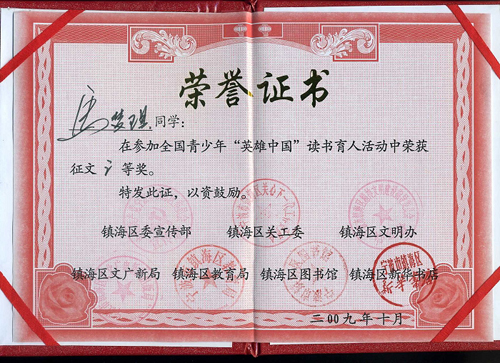 荣誉证书
同学：
在参加全国青少年“英雄中国”读书育人活动中荣获
征文 等奖。
特发此证，以资鼓励。
镇海区委宣传部 镇海区关工委 镇海区文明办
镇海区文广新局 镇海区教育局 镇海区图书馆 镇海区新华书店
二00九年十月